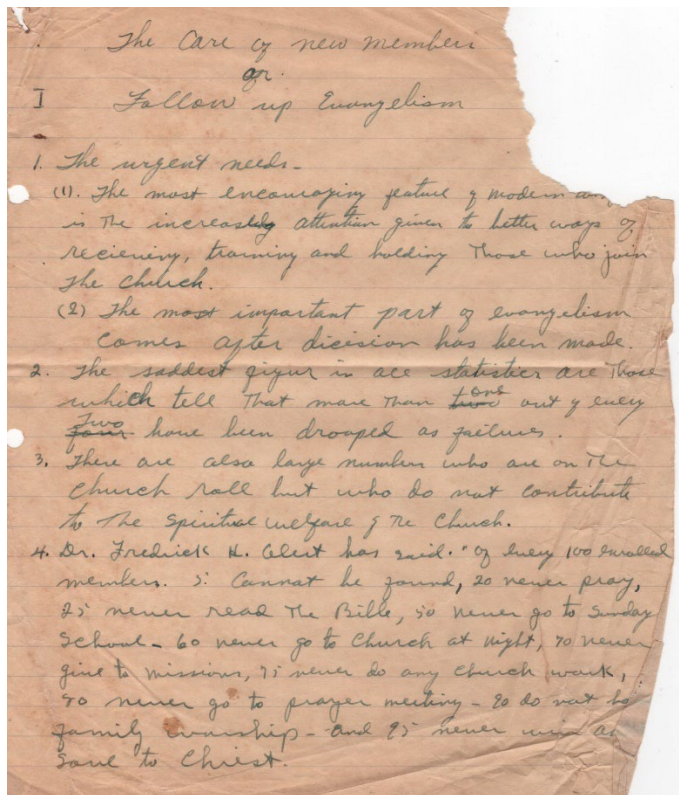 The Care of new members
or.
I Follow up Evangelism
1. The urgent needs -
(1). The most encouraging feature of modern
is The increasedg attention given to better ways of
recieving, training and holding Those who join
The Church.
(2) The most important part of evangelism
comes after dicision has been made.
2. The saddest figur in all statistics are Those
which tell That more Than one out of every
Two have been drooped as failures.
3. There are also large numbers who are on The
Church roll but who do not contribute
to The Spiritual welfare of The Church.
4. Dr. Fredrick H. has said. "Of every 100 enrolled
members. 5 Cannot be found, 20 never pray,
25 never read The Bible, 50 never go to Sunday
School - 60 never go to Church at night, 70 never
give to missions, 75 never do any church work,
never go to prayer meeting - 90 do not ha
family worship - and 95 never win a
Soul to Christ.